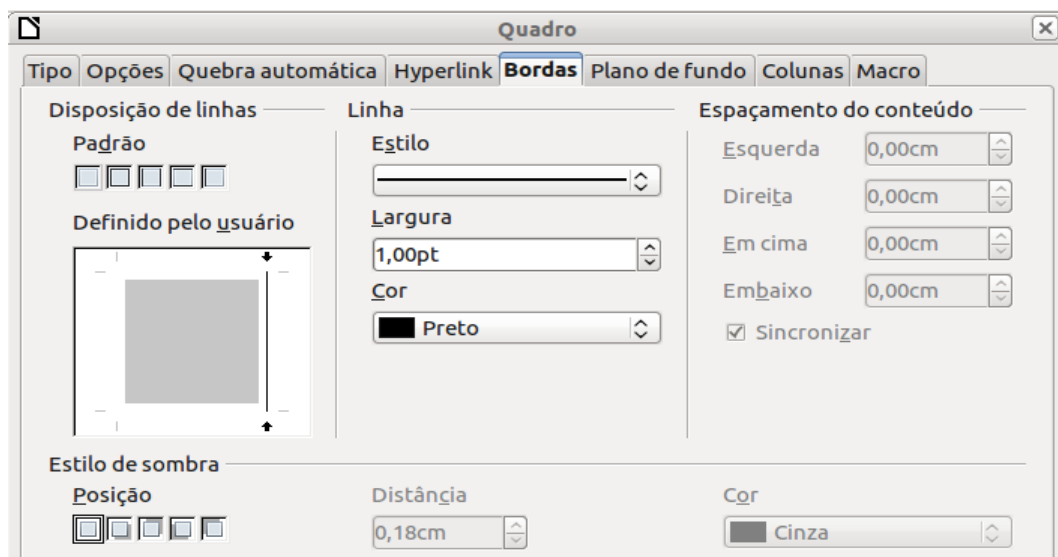 Quadro
Tipo Opções Quebra automática Hyperlink Bordas Plano de fundo Colunas Macro
Disposição de linhas
Padrão
Definido pelo usuário
Linha
Estilo
Largura
1,00pt
Cor
Preto
Espaçamento do conteúdo
Esquerda 0,00cm
Direita 0,00cm
Em cima 0,00cm
Embaixo 0,00cm
Sincronizar
Estilo de sombra
Posição
Distância
0,18cm
Cor
Cinza